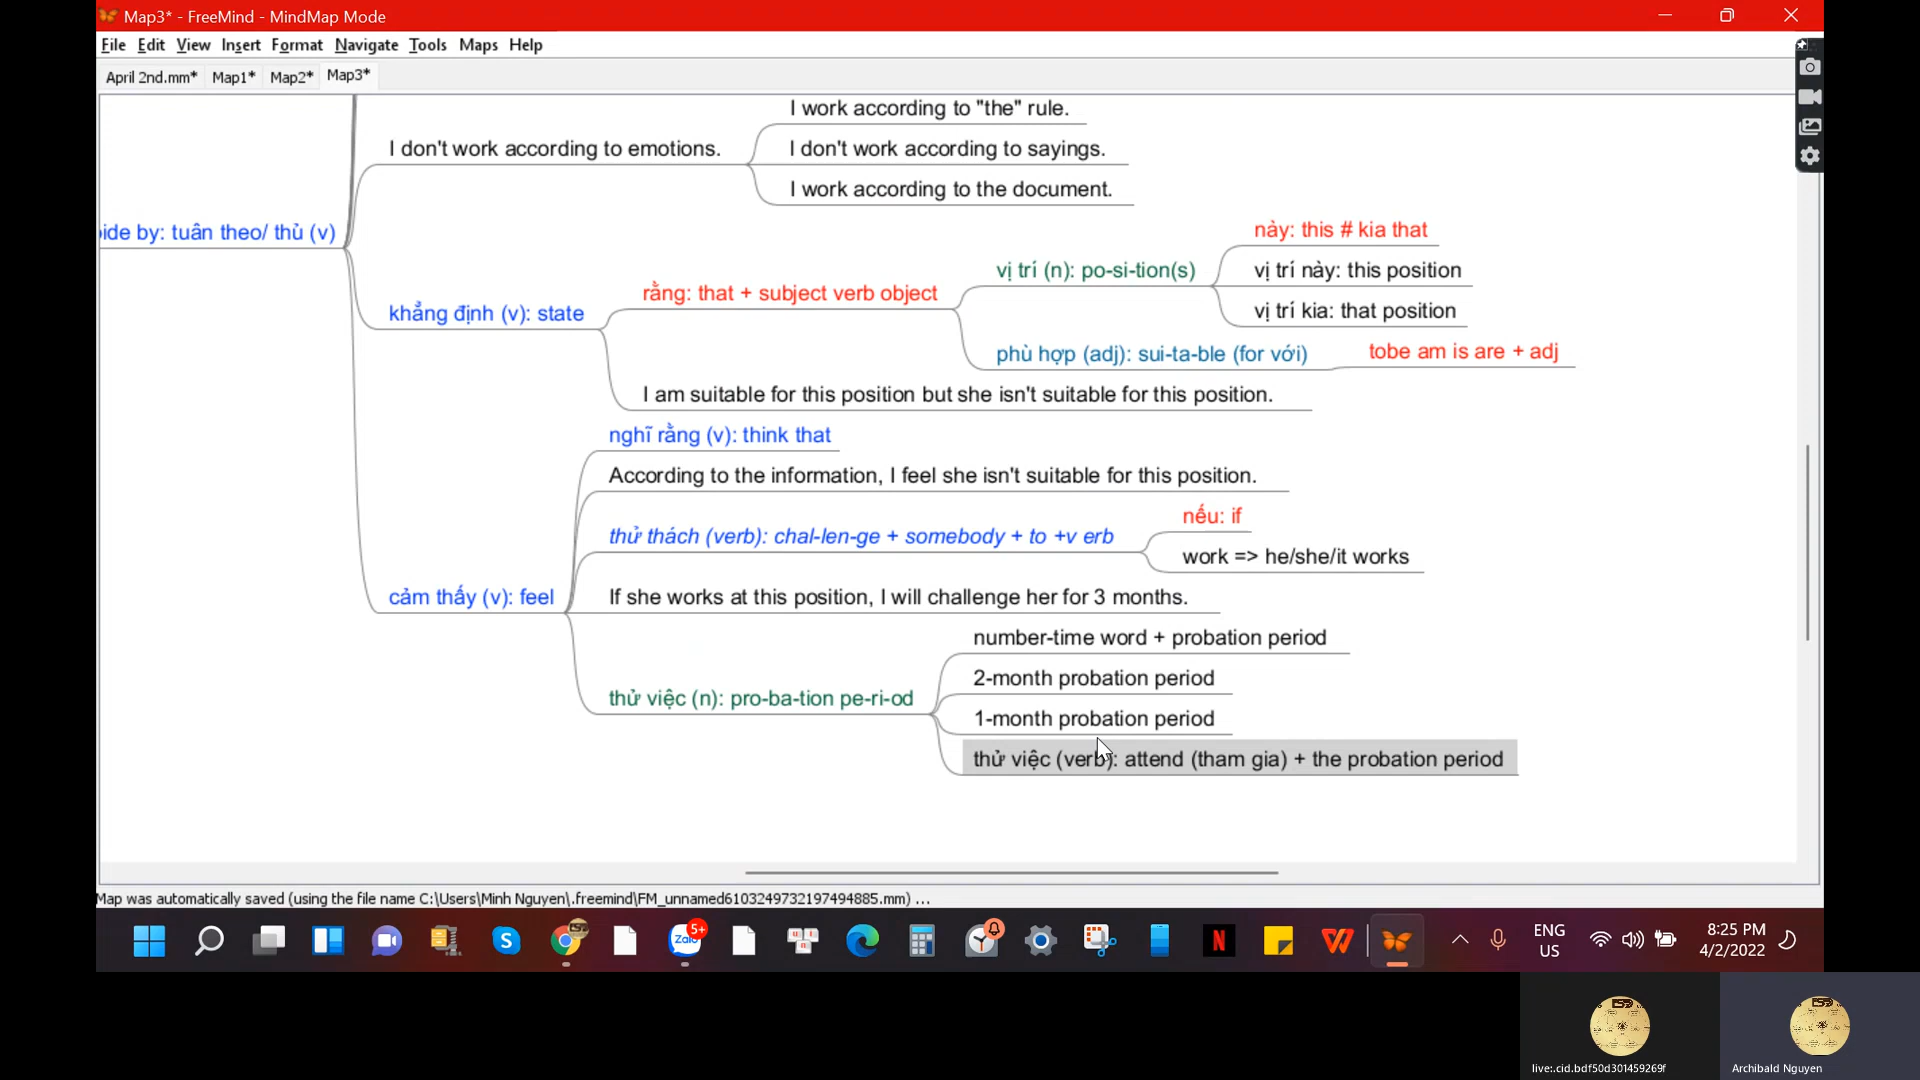 Map3* - FreeMind - MindMap Mode
File Edit View Insert Format Navigate Tools Maps Help
April 2nd.mm* Map1* Map2* Map3*
I work according to "the" rule.
I don't work according to emotions.
I don't work according to sayings.
I work according to the document.
ide by: tuân theo/ thủ (v)
này: this # kia that
vị trí (n): po-si-tion(s)
vị trí này: this position
rằng: that + subject verb object
khẳng định (v): state
vị trí kia: that position
phù hợp (adj): sui-ta-ble (for với)
tobe am is are + adj
I am suitable for this position but she isn't suitable for this position.
nghĩ rằng (v): think that
According to the information, I feel she isn't suitable for this position.
nếu: if
thử thách (verb): chal-len-ge + somebody + to +v erb
work => he/she/it works
cảm thấy (v): feel
If she works at this position, I will challenge her for 3 months.
number-time word + probation period
2-month probation period
thử việc (n): pro-ba-tion pe-ri-od
1-month probation period
thử việc (verb): attend (tham gia) + the probation period
Map was automatically saved (using the file name C:\Users\Minh Nguyen\.freemind\FM_unnamed6103249732197494885.mm) ...
5+
Zalo
N
ENG
US
8:25 PM
4/2/2022
live:.cid.bdf50d301459269f
Archibald Nguyen